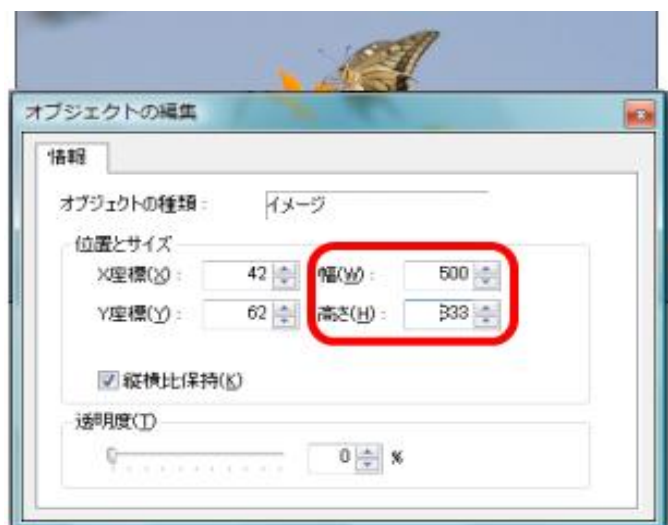 オブジェクトの編集
情報
オブジェクトの種類： イメージ
位置とサイズ
X座標(X)： 42 幅(W)： 500
Y座標(Y)： 62 高さ(H)： 333
縦横比保持(K)
透明度(T)
0 %